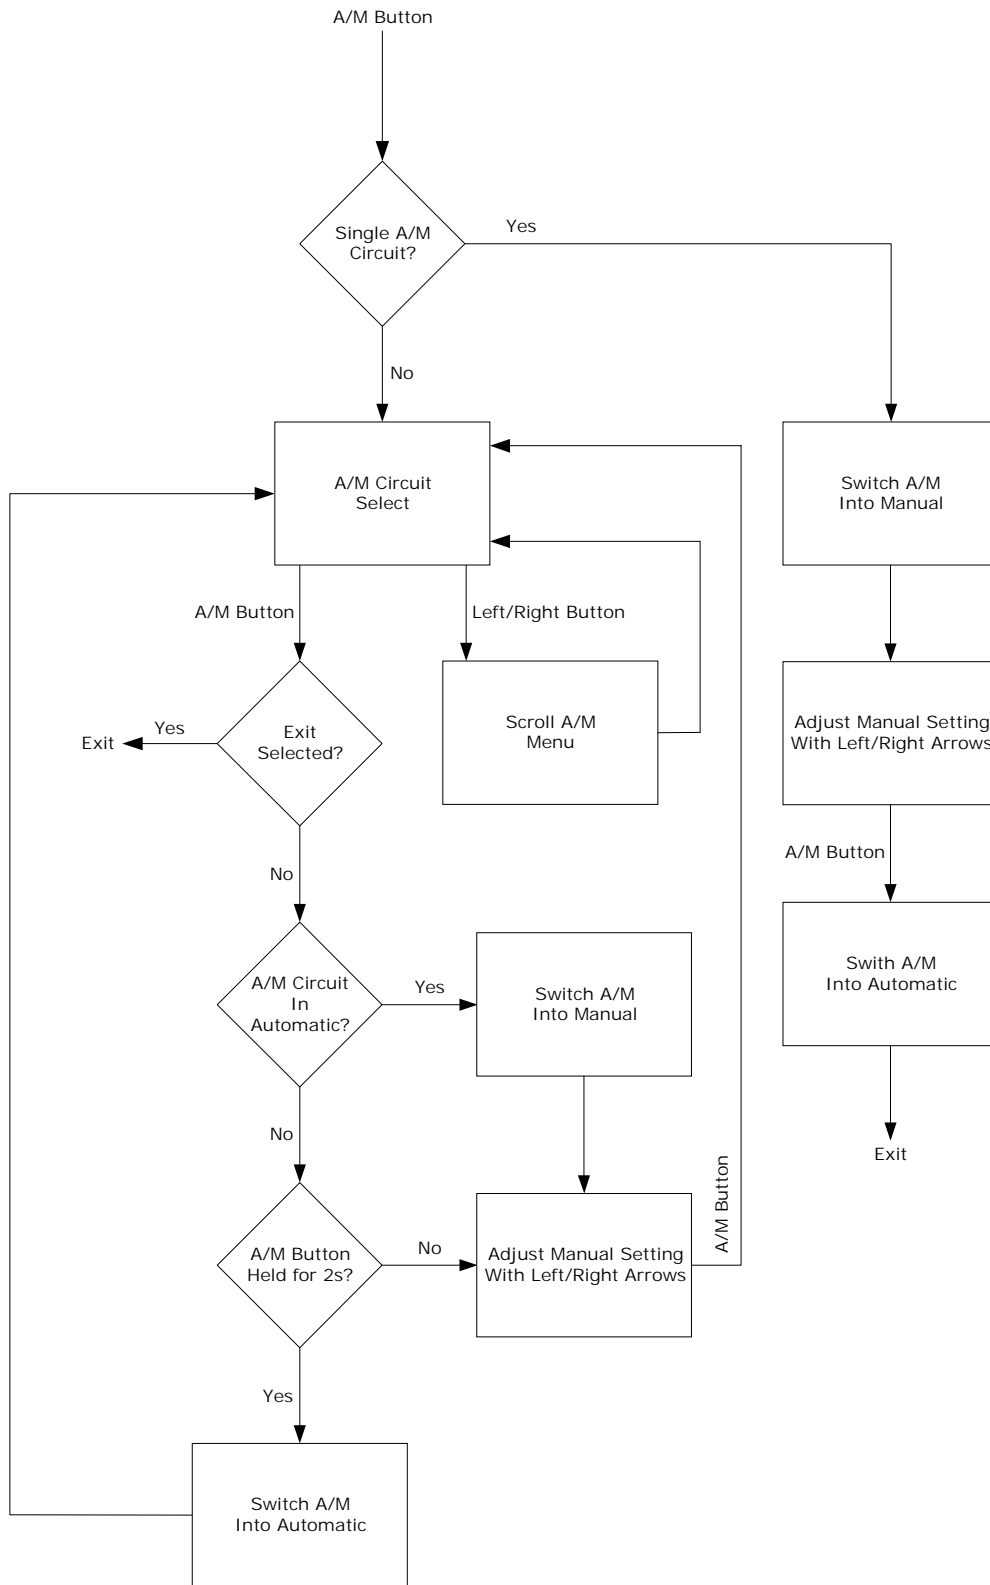 A/M Button
Single A/M
Circuit?
Yes
No
A/M Circuit
Select
Switch A/M
Into Manual
A/M Button
Left/Right Button
Exit
Yes
Exit
Selected?
Scroll A/M
Menu
Adjust Manual Setting
With Left/Right Arrows
A/M Button
No
A/M Circuit
In
Automatic?
Yes
Switch A/M
Into Manual
Swith A/M
Into Automatic
No
Exit
A/M Button
A/M Button
Held for 2s?
No
Adjust Manual Setting
With Left/Right Arrows
Yes
Switch A/M
Into Automatic